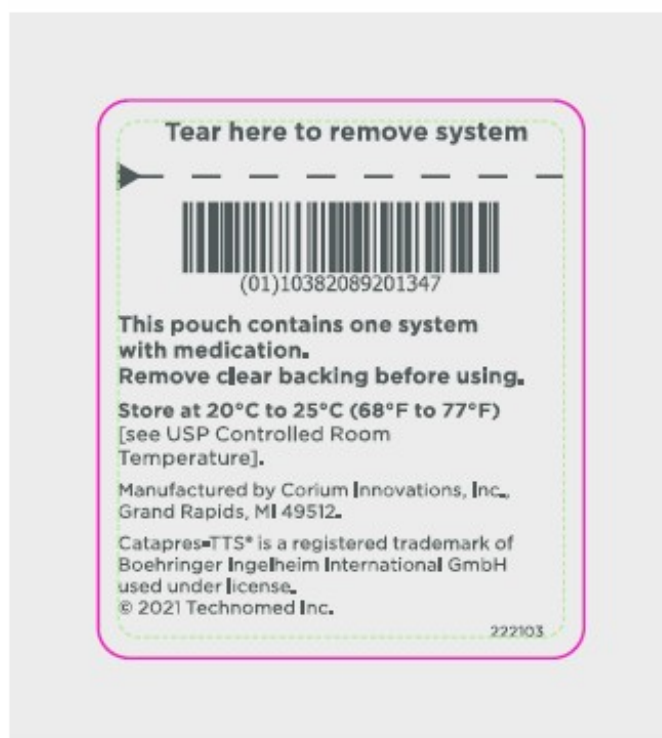 Tear here to remove system
(01)10382089201347
This pouch contains one system
with medication.
Remove clear backing before using.
Store at 20°C to 25°C (68°F to 77°F)
[see USP Controlled Room
Temperature].
Manufactured by Corium Innovations, Inc.,
Grand Rapids, MI 49512.
Catapres-TTS® is a registered trademark of
Boehringer Ingelheim International GmbH
used under license.
© 2021 Technomed Inc.
222103